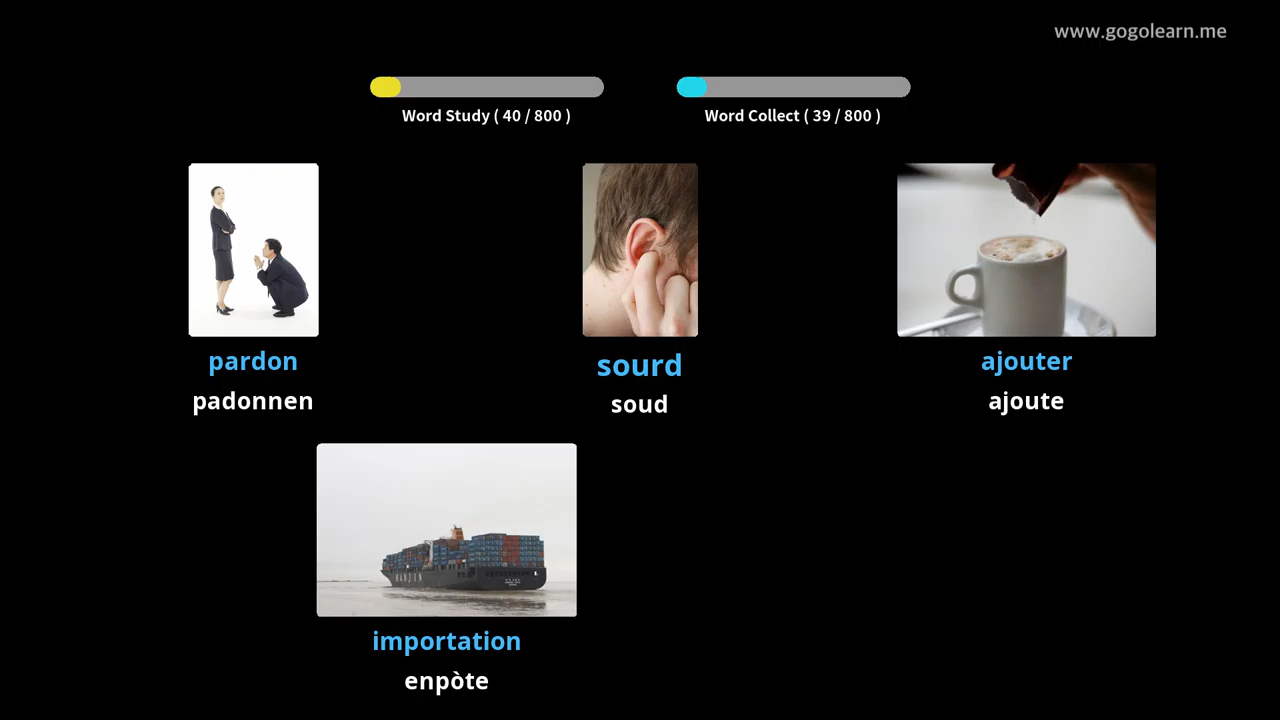 www.gogolearn.me
Word Study ( 40 / 800 )
Word Collect ( 39 / 800 )
pardon
padonnen
sourd
soud
ajouter
ajoute
HANJIN
importation
enpòte